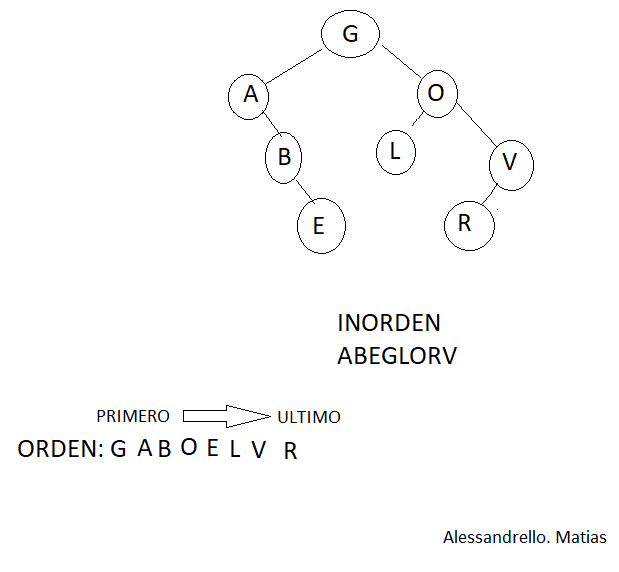 G
A O
B L V
E R
INORDEN
ABEGLORV
PRIMERO ULTIMO
ORDEN: G A B O E L V R
Alessandrello. Matias